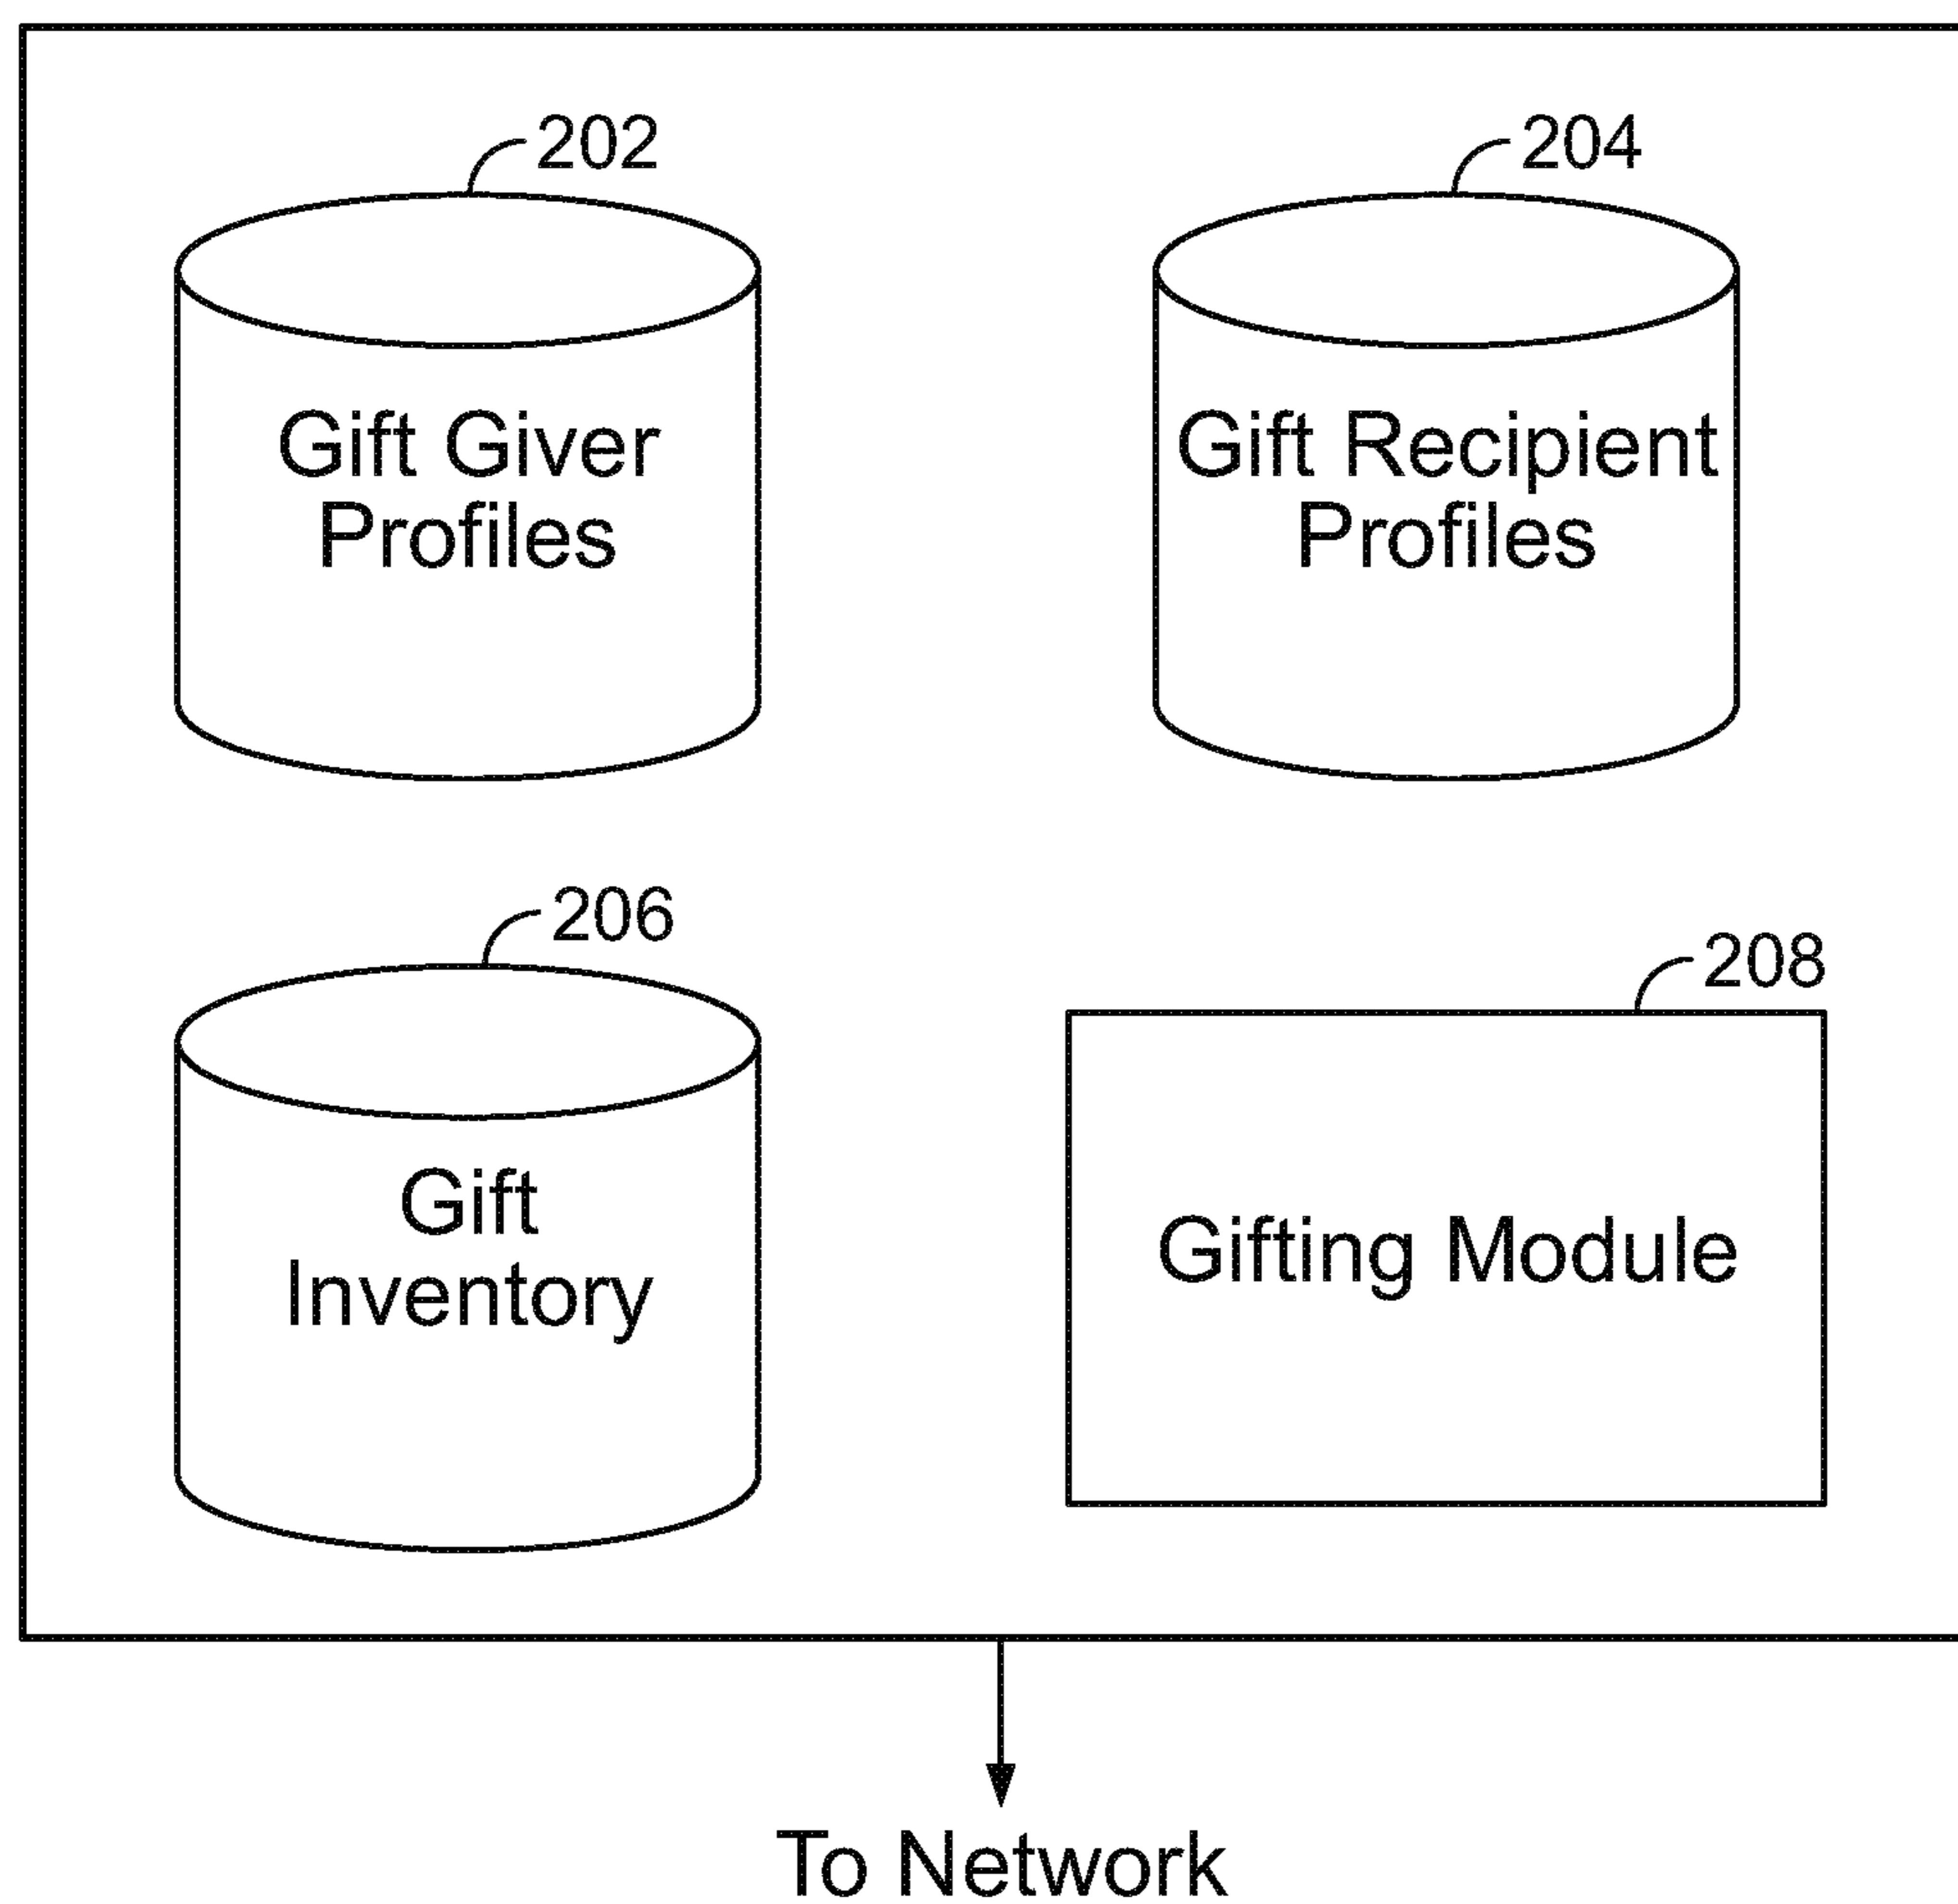 202
204
Gift Giver
Profiles
Gift Recipient
Profiles
206
208
Gift
Inventory
Gifting Module
To Network